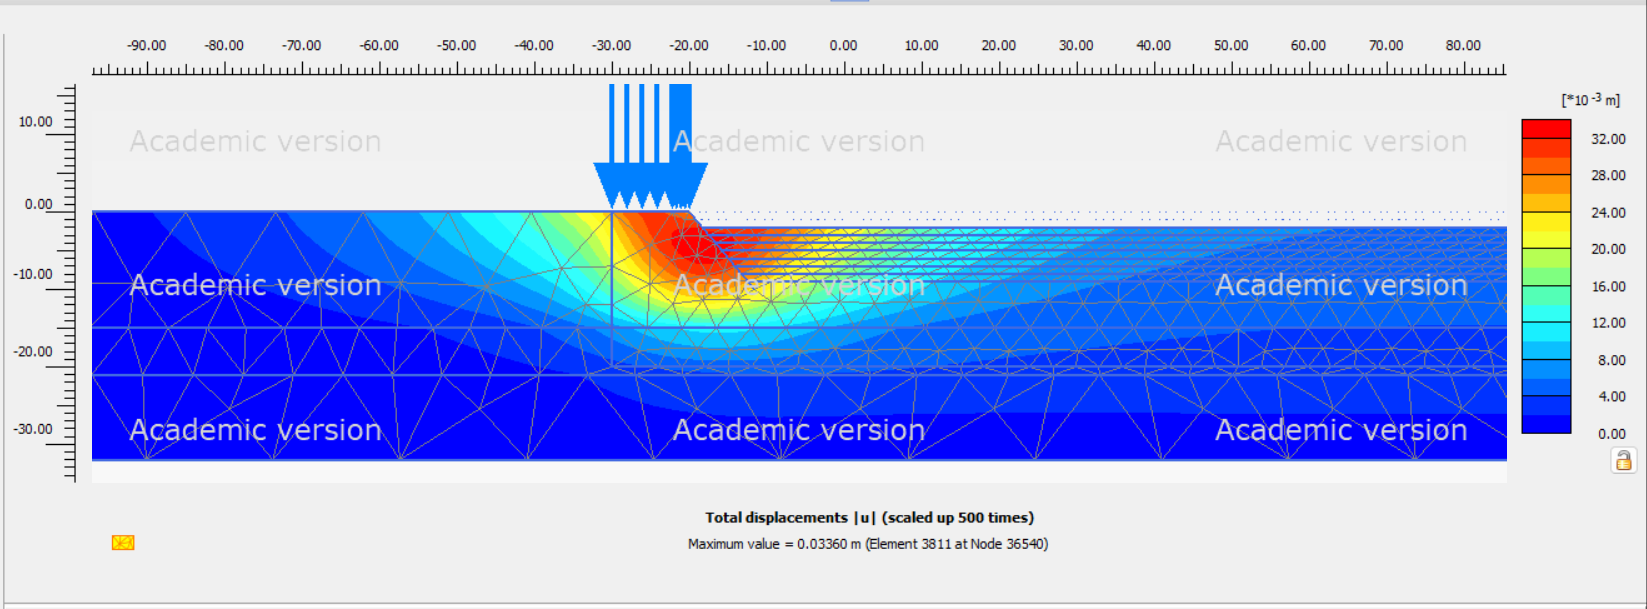 -90.00 -80.00 -70.00 -60.00 -50.00 -40.00 -30.00 -20.00 -10.00 0.00 10.00 20.00 30.00 40.00 50.00 60.00 70.00 80.00
[*10 -3 m]
10.00
0.00
-10.00
-20.00
-30.00
Academic version Academic version Academic version
Academic version Academic version Academic version
Academic version Academic version Academic version
32.00
28.00
24.00
20.00
16.00
12.00
8.00
4.00
0.00
Total displacements |u| (scaled up 500 times)
Maximum value = 0.03360 m (Element 3811 at Node 36540)